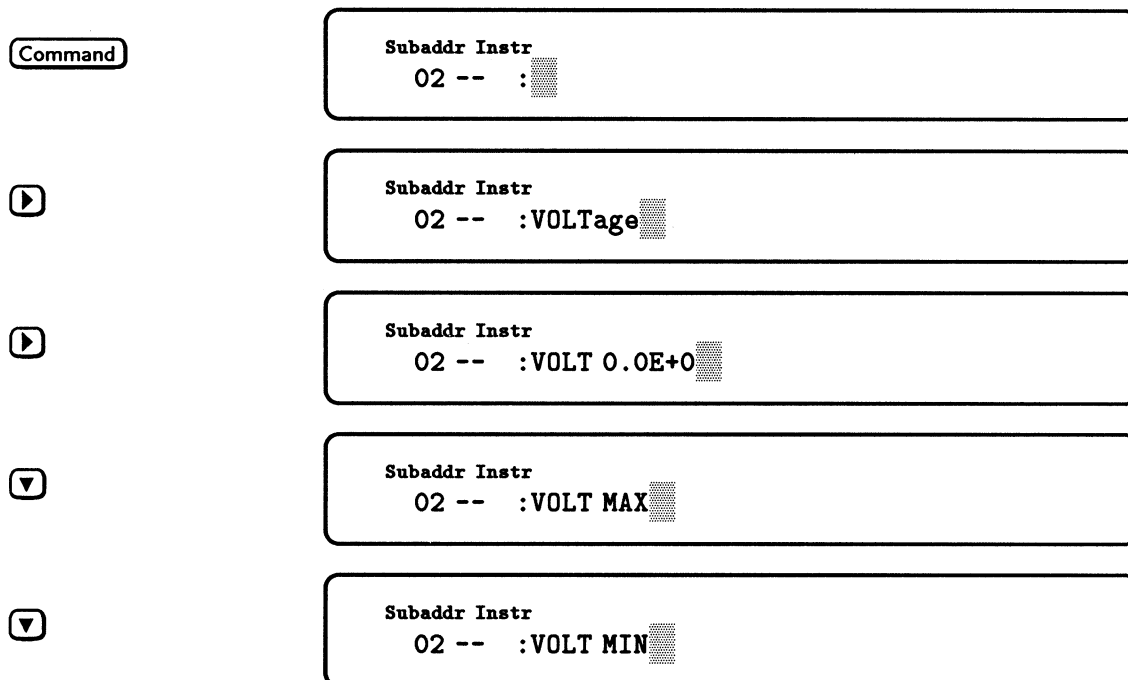 Command
Subaddr Instr
02 -- :
Subaddr Instr
02 -- :VOLTage
Subaddr Instr
02 -- :VOLT 0.0E+0
Subaddr Instr
02 -- :VOLT MAX
Subaddr Instr
02 -- :VOLT MIN